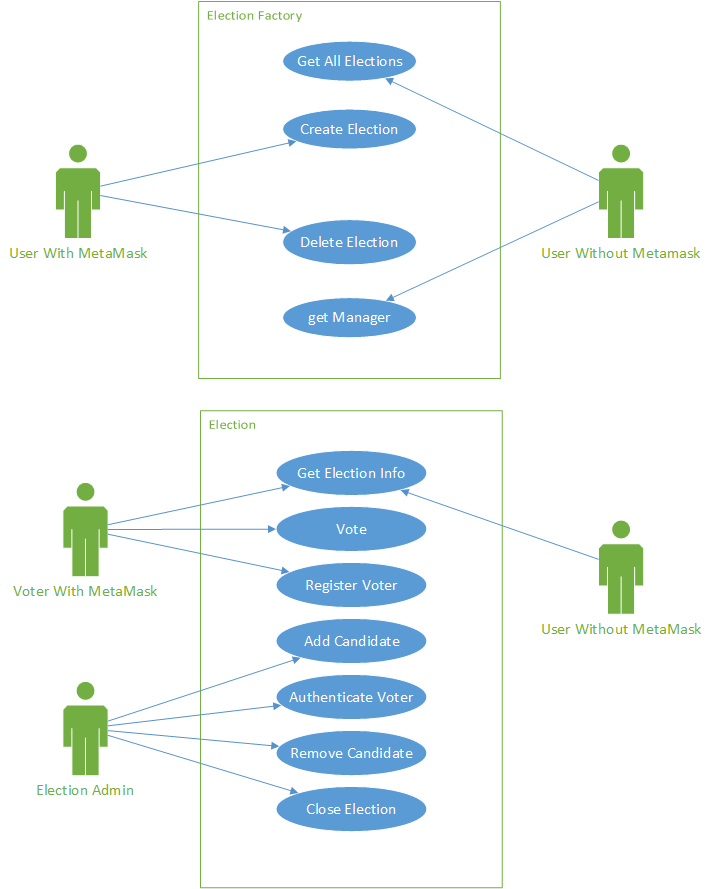 Election Factory
Get All Elections
Create Election
User With MetaMask
User Without Metamask
Delete Election
get Manager
Election
Get Election Info
Vote
Register Voter
Voter With MetaMask
User Without MetaMask
Add Candidate
Authenticate Voter
Remove Candidate
Election Admin
Close Election